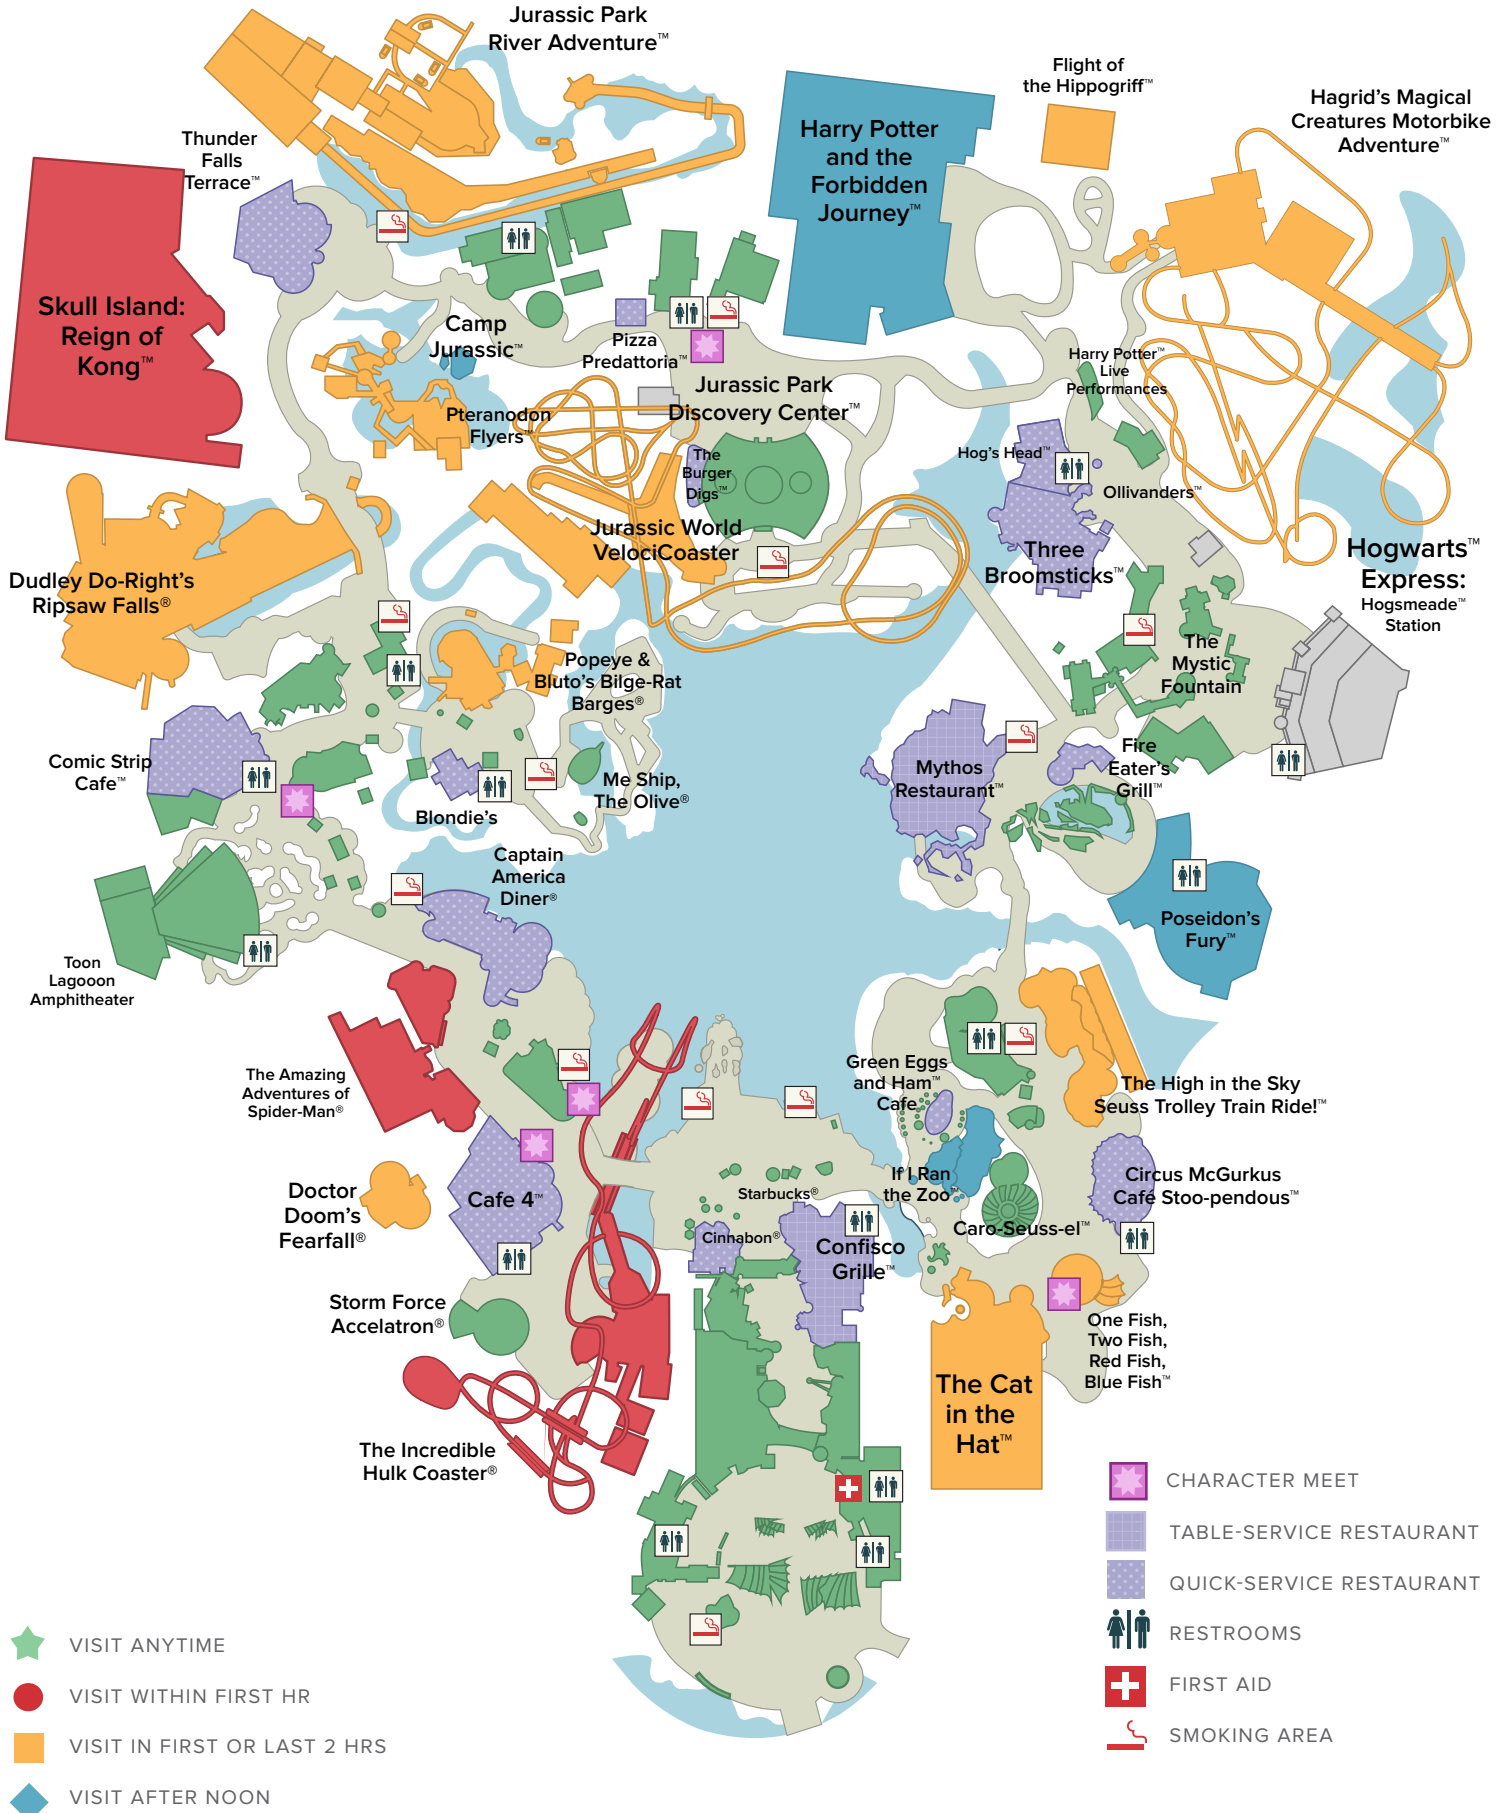 Jurassic Park
River Adventure™
Flight of
the Hippogriff™
Hagrid's Magical
Creatures Motorbike
Adventure™
Harry Potter
and the
Forbidden
Journey™
Thunder
Falls
Terrace™
Skull Island:
Reign of
Kong™
Camp
Jurassic™
Pizza
Predattoria™
Harry Potter™
Live
Performances
Jurassic Park
Discovery Center™
Pteranodon
Flyers™
The
Burger
Digs™
Hog's Head™
Ollivanders™
Jurassic World
VelociCoaster
Three
Broomsticks™
Hogwarts™
Express:
Hogsmeade™
Station
Dudley Do-Right's
Ripsaw Falls®
The
Mystic
Fountain
Popeye &
Bluto's Bilge-Rat
Barges®
Comic Strip
Cafe™
Me Ship,
The Olive®
Blondie's
Mythos
Restaurant™
Fire
Eater's
Grill™
Captain
America
Diner®
Poseidon's
Fury™
Toon
Lagooon
Amphitheater
The Amazing
Adventures of
Spider-Man®
Green Eggs
and Ham™
Cafe
The High in the Sky
Seuss Trolley Train Ride!™
If I Ran
the Zoo™
Circus McGurkus
Café Stoo-pendous™
Doctor
Doom's
Fearfall®
Cafe 4™
Starbucks®
Cinnabon®
Confisco
Grille™
Caro-Seuss-el™
Storm Force
Accelatron®
One Fish,
Two Fish,
Red Fish,
Blue Fish™
The Cat
in the
Hat™
The Incredible
Hulk Coaster®
CHARACTER MEET
TABLE-SERVICE RESTAURANT
QUICK-SERVICE RESTAURANT
RESTROOMS
FIRST AID
SMOKING AREA
VISIT ANYTIME
VISIT WITHIN FIRST HR
VISIT IN FIRST OR LAST 2 HRS
VISIT AFTER NOON